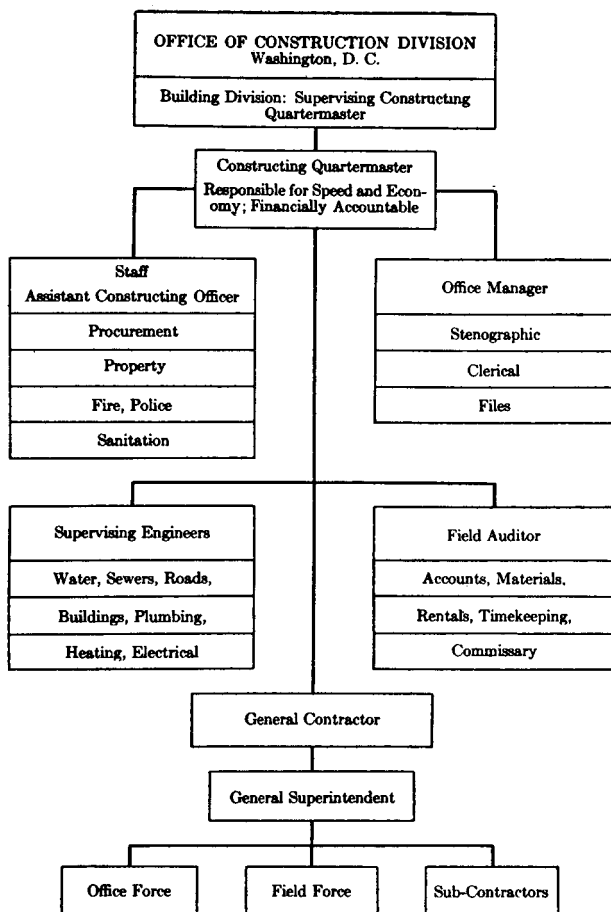 OFFICE OF CONSTRUCTION DIVISION
Washington, D. C.
Building Division: Supervising Constructing
Quartermaster
Constructing Quartermaster
Responsible for Speed and Econ-
omy; Financially Accountable
Staff
Assistant Constructing Officer
Procurement
Property
Fire, Police
Sanitation
Office Manager
Stenographic
Clerical
Files
Supervising Engineers
Water, Sewers, Roads,
Buildings, Plumbing,
Heating, Electrical
Field Auditor
Accounts, Materials,
Rentals, Timekeeping,
Commissary
General Contractor
General Superintendent
Office Force
Field Force
Sub-Contractors